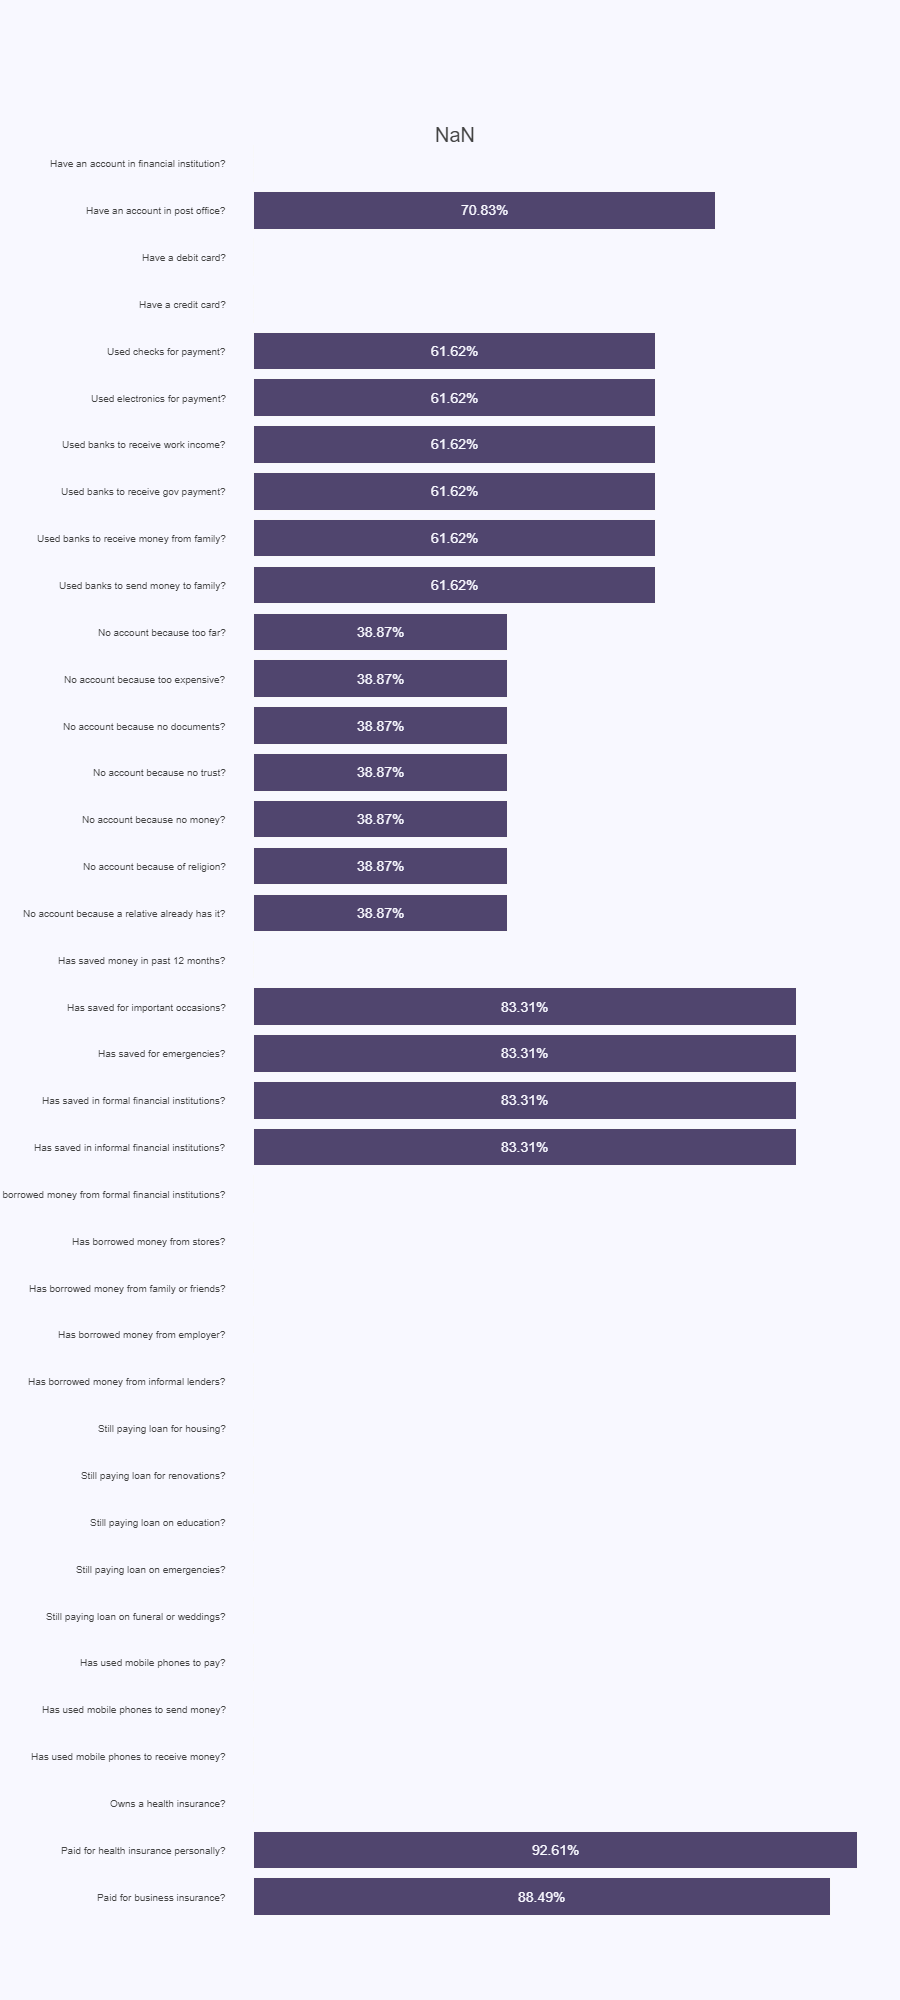 NaN
Have an account in financial institution?
Have an account in post office? 70.83%
Have a debit card?
Have a credit card?
Used checks for payment? 61.62%
Used electronics for payment? 61.62%
Used banks to receive work income? 61.62%
Used banks to receive gov payment? 61.62%
Used banks to receive money from family? 61.62%
Used banks to send money to family? 61.62%
No account because too far? 38.87%
No account because too expensive? 38.87%
No account because no documents? 38.87%
No account because no trust? 38.87%
No account because no money? 38.87%
No account because of religion? 38.87%
No account because a relative already has it? 38.87%
Has saved money in past 12 months?
Has saved for important occasions? 83.31%
Has saved for emergencies? 83.31%
Has saved in formal financial institutions? 83.31%
Has saved in informal financial institutions? 83.31%
borrowed money from formal financial institutions?
Has borrowed money from stores?
Has borrowed money from family or friends?
Has borrowed money from employer?
Has borrowed money from informal lenders?
Still paying loan for housing?
Still paying loan for renovations?
Still paying loan on education?
Still paying loan on emergencies?
Still paying loan on funeral or weddings?
Has used mobile phones to pay?
Has used mobile phones to send money?
Has used mobile phones to receive money?
Owns a health insurance?
Paid for health insurance personally? 92.61%
Paid for business insurance? 88.49%